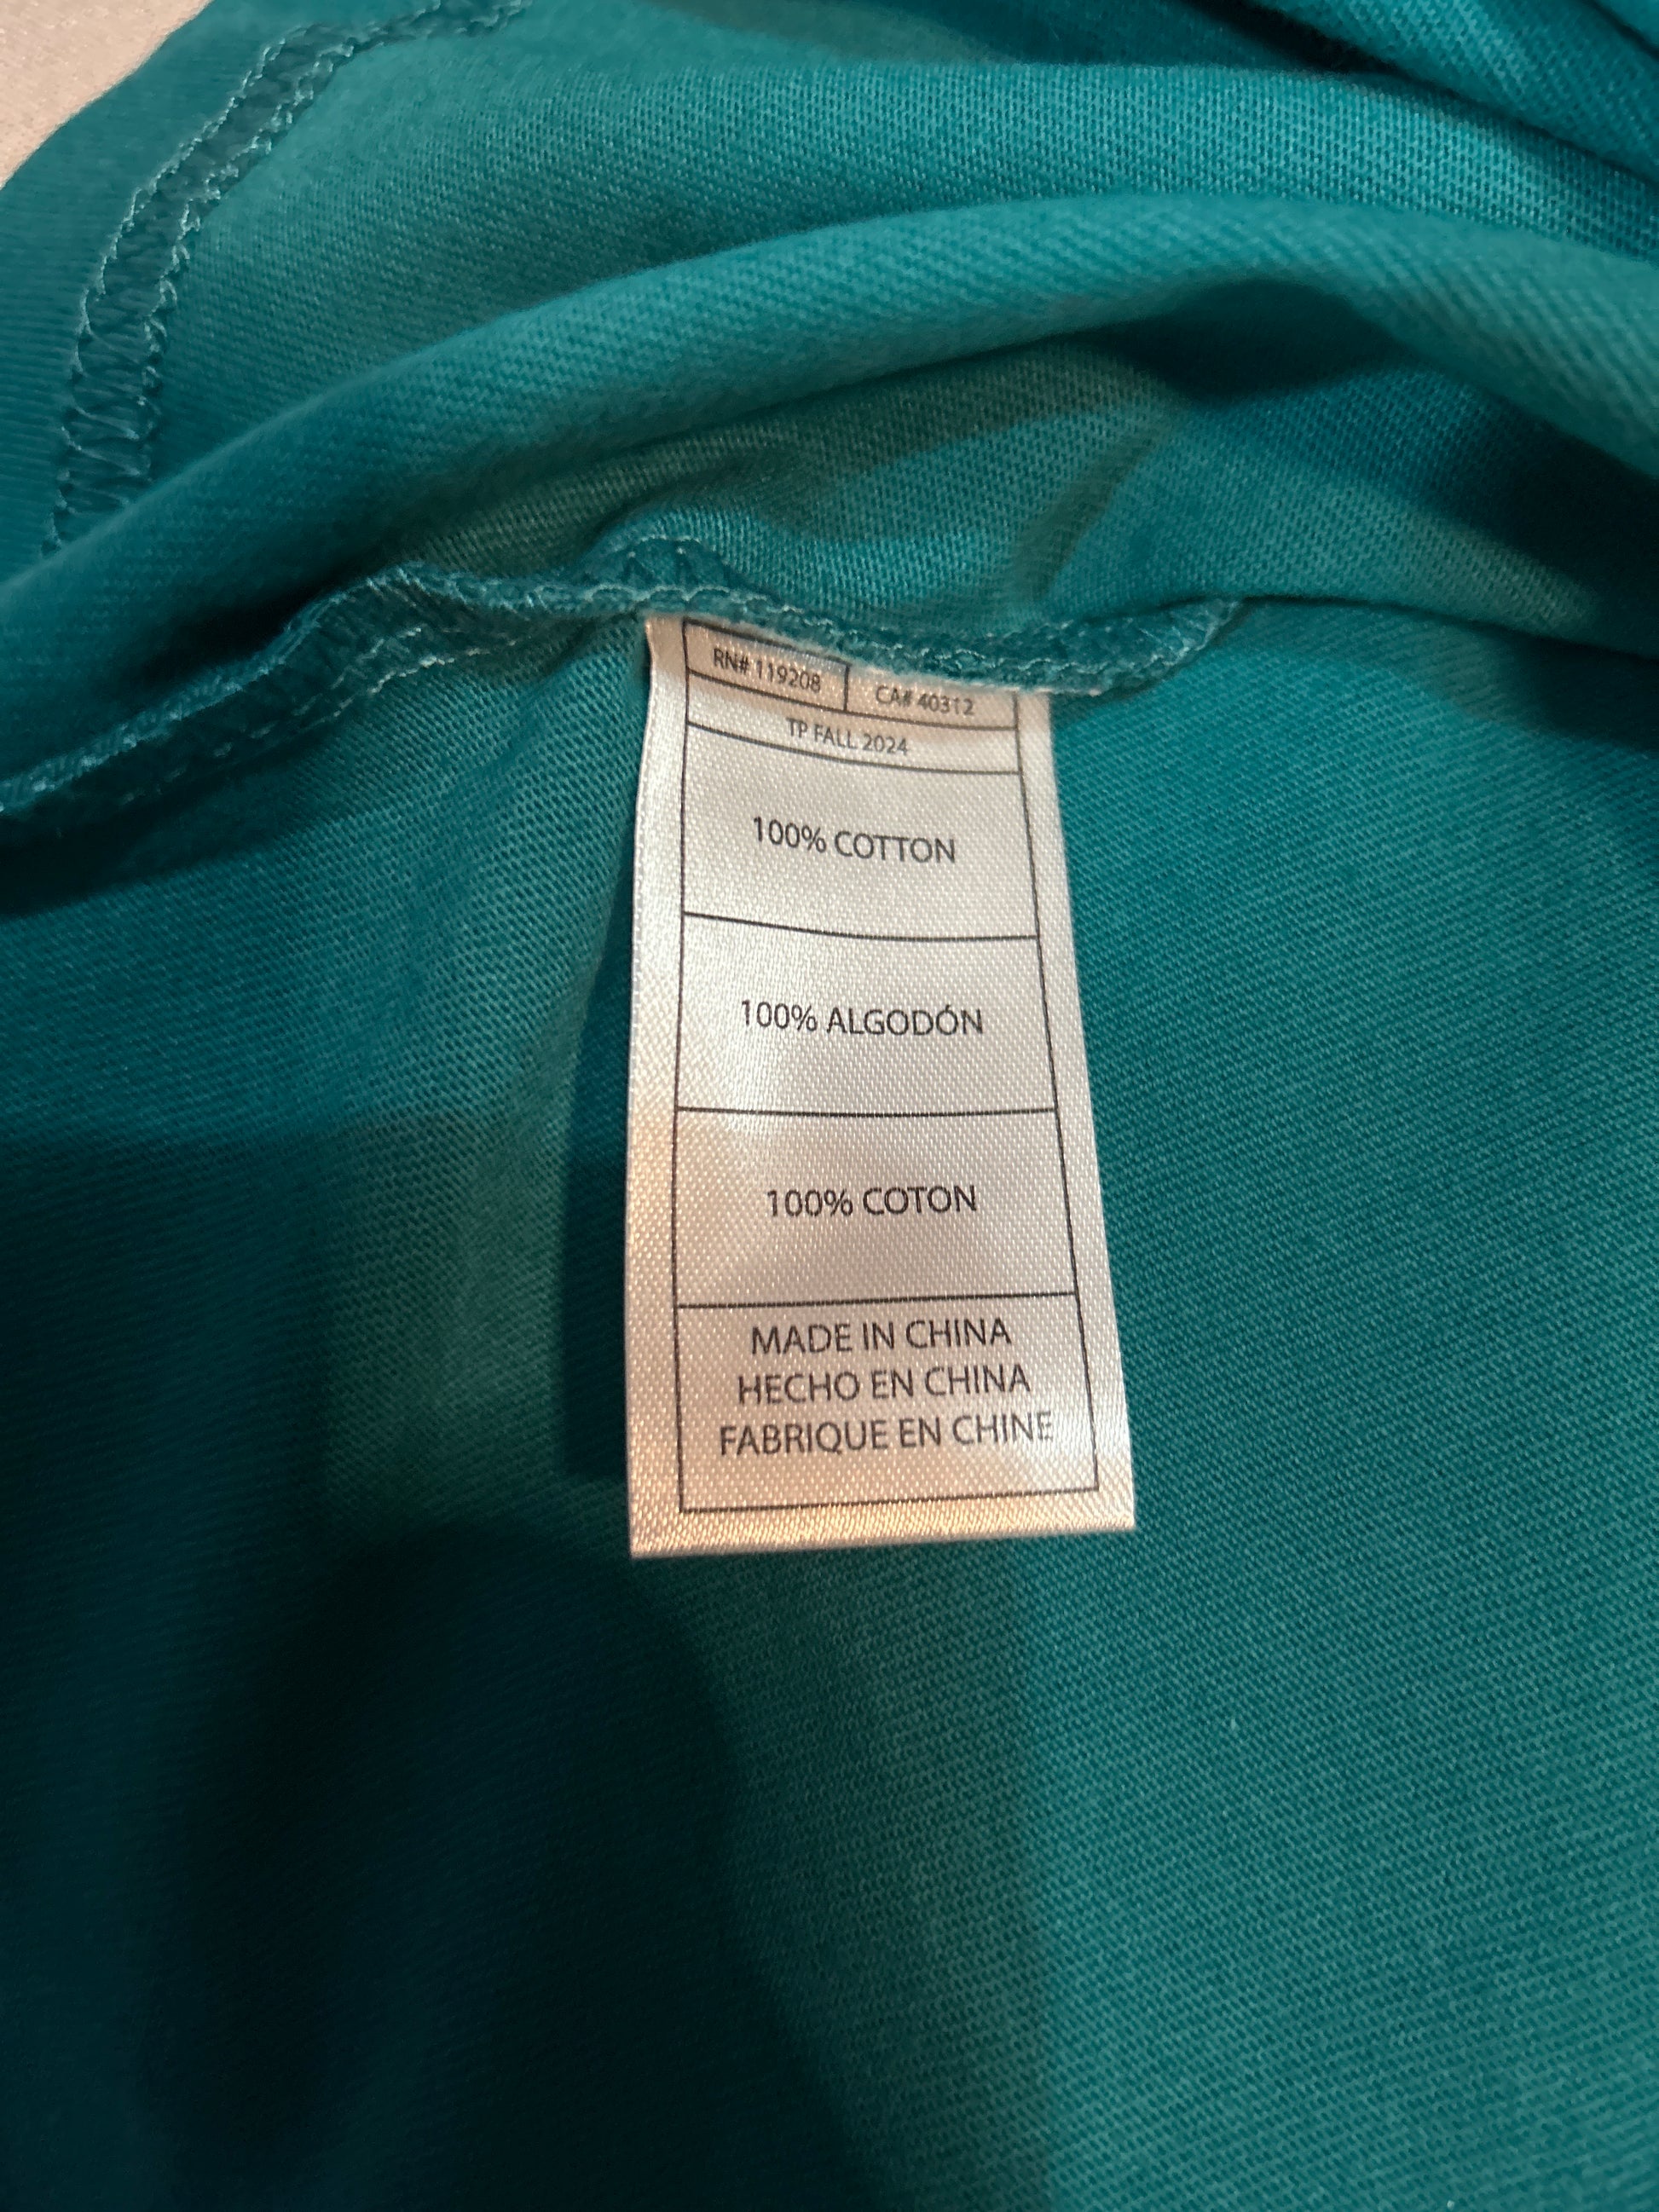 RN# 119208 CA# 40312
TP FALL 2024
100% COTTON
100% ALGODÓN
100% COTON
MADE IN CHINA
HECHO EN CHINA
FABRIQUE EN CHINE